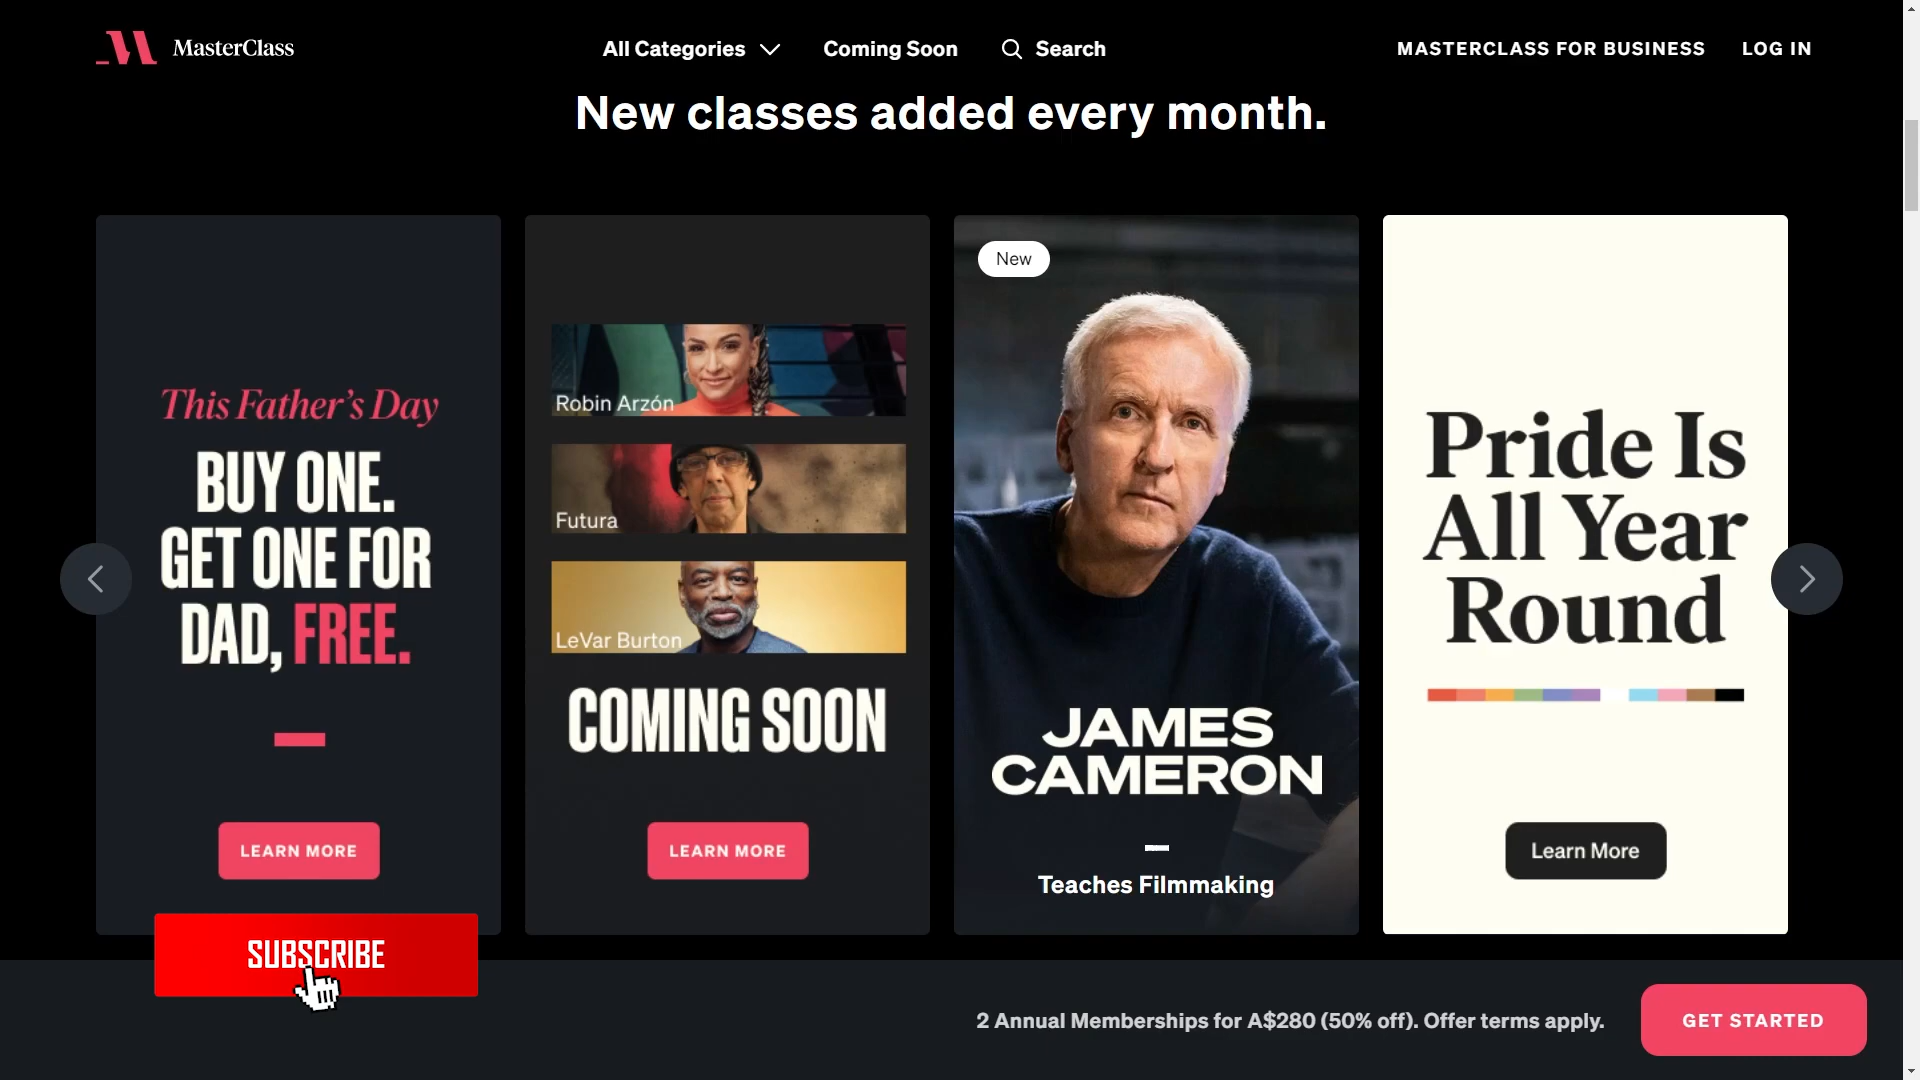 MasterClass
All Categories
Coming Soon
Search
MASTERCLASS FOR BUSINESS
LOG IN
New classes added every month.
This Father's Day
BUY ONE.
GET ONE FOR
DAD, FREE.
LEARN MORE
Robin Arzón
Futura
LeVar Burton
COMING SOON
LEARN MORE
New
JAMES
CAMERON
Teaches Filmmaking
Pride Is
All Year
Round
Learn More
SUBSCRIBE
2 Annual Memberships for A$280 (50% off). Offer terms apply.
GET STARTED